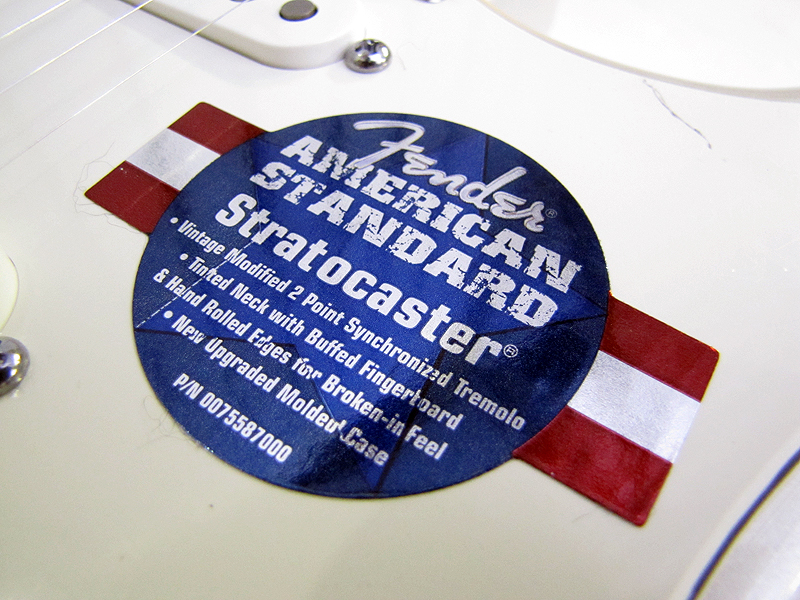 Fender®
AMERICAN
STANDARD
Stratocaster®
• Vintage Modified 2 Point Synchronized Tremolo
• Tinted Neck with Buffed Fingerboard
& Hand Rolled Edges for Broken-in Feel
• New Upgraded Molded Case
P/N 0075587000